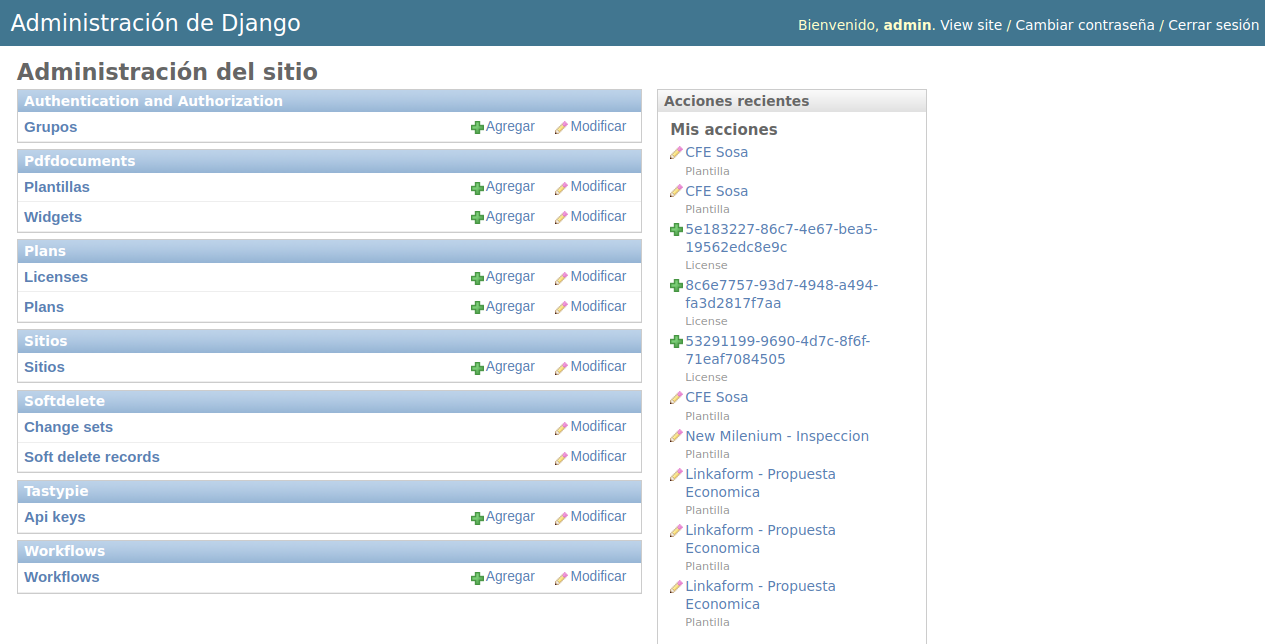 Administración de Django
Bienvenido, admin. View site / Cambiar contraseña / Cerrar sesión
Administración del sitio
Authentication and Authorization
Grupos Agregar Modificar
Pdfdocuments
Plantillas Agregar Modificar
Widgets Agregar Modificar
Plans
Licenses Agregar Modificar
Plans Agregar Modificar
Sitios
Sitios Agregar Modificar
Softdelete
Change sets Modificar
Soft delete records Modificar
Tastypie
Api keys Agregar Modificar
Workflows
Workflows Agregar Modificar
Acciones recientes
Mis acciones
CFE Sosa
Plantilla
CFE Sosa
Plantilla
5e183227-86c7-4e67-bea5-
19562edc8e9c
License
8c6e7757-93d7-4948-a494-
fa3d2817f7aa
License
53291199-9690-4d7c-8f6f-
71eaf7084505
License
CFE Sosa
Plantilla
New Milenium - Inspeccion
Plantilla
Linkaform - Propuesta
Economica
Plantilla
Linkaform - Propuesta
Economica
Plantilla
Linkaform - Propuesta
Economica
Plantilla